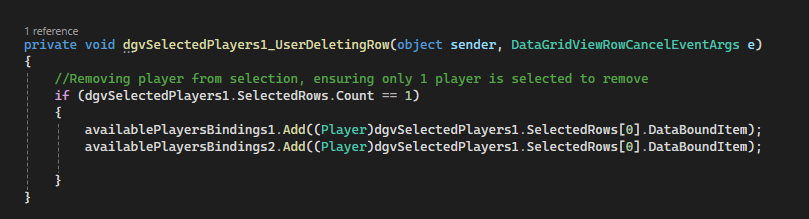 1 reference
private void dgvSelectedPlayers1_UserDeletingRow(object sender, DataGridViewRowCancelEventArgs e)
{
//Removing player from selection, ensuring only 1 player is selected to remove
if (dgvSelectedPlayers1.SelectedRows.Count == 1)
{
availablePlayersBindings1.Add((Player)dgvSelectedPlayers1.SelectedRows[0].DataBoundItem);
availablePlayersBindings2.Add((Player)dgvSelectedPlayers1.SelectedRows[0].DataBoundItem);
}
}